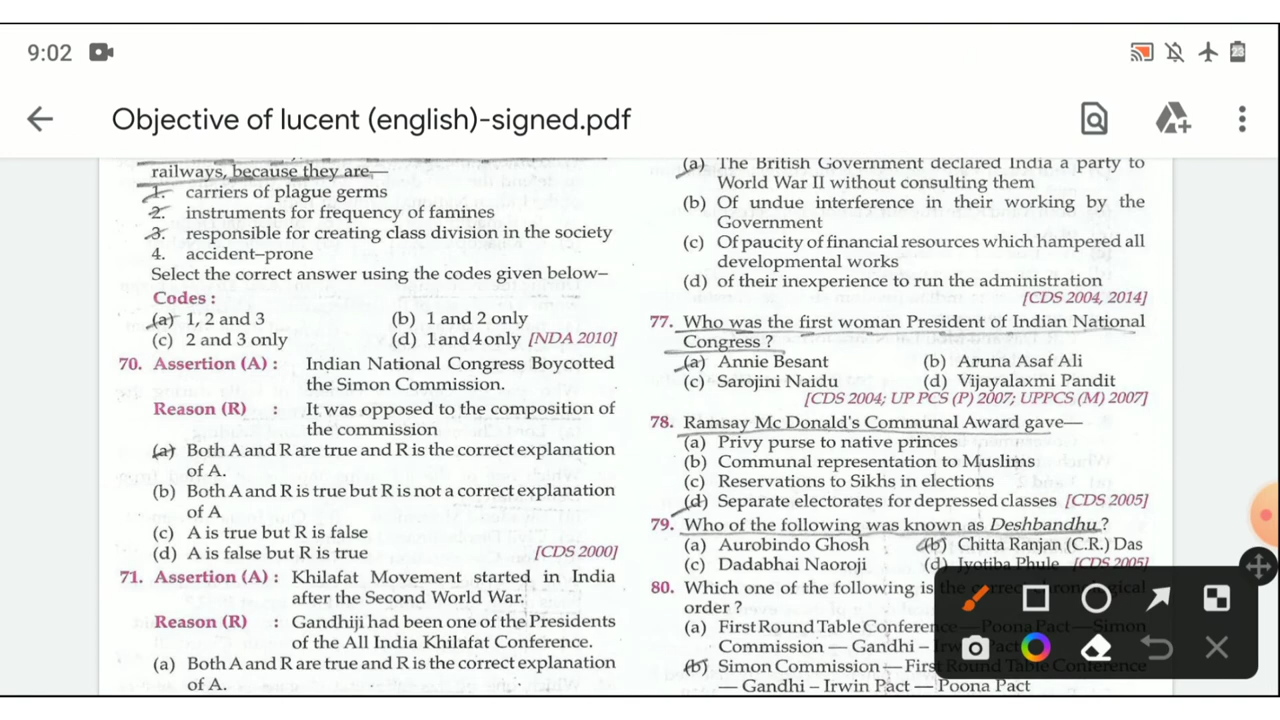 9:02
23
Objective of lucent (english)-signed.pdf
railways, because they are,—
1. carriers of plague germs
2. instruments for frequency of famines
3. responsible for creating class division in the society
4. accident–prone
Select the correct answer using the codes given below–
Codes :
(a) 1, 2 and 3 (b) 1 and 2 only
(c) 2 and 3 only (d) 1 and 4 only [NDA 2010]
70. Assertion (A) : Indian National Congress Boycotted
the Simon Commission.
Reason (R) : It was opposed to the composition of
the commission
(a) Both A and R are true and R is the correct explanation
of A.
(b) Both A and R is true but R is not a correct explanation
of A
(c) A is true but R is false
(d) A is false but R is true [CDS 2000]
71. Assertion (A) : Khilafat Movement started in India
after the Second World War.
Reason (R) : Gandhiji had been one of the Presidents
of the All India Khilafat Conference.
(a) Both A and R are true and R is the correct explanation
of A.
(a) The British Government declared India a party to
World War II without consulting them
(b) Of undue interference in their working by the
Government
(c) Of paucity of financial resources which hampered all
developmental works
(d) of their inexperience to run the administration
[CDS 2004, 2014]
77. Who was the first woman President of Indian National
Congress ?
(a) Annie Besant (b) Aruna Asaf Ali
(c) Sarojini Naidu (d) Vijayalaxmi Pandit
[CDS 2004; UP PCS (P) 2007; UPPCS (M) 2007]
78. Ramsay Mc Donald's Communal Award gave—
(a) Privy purse to native princes
(b) Communal representation to Muslims
(c) Reservations to Sikhs in elections
(d) Separate electorates for depressed classes [CDS 2005]
79. Who of the following was known as Deshbandhu ?
(a) Aurobindo Ghosh (b) Chitta Ranjan (C.R.) Das
(c) Dadabhai Naoroji (d) Jyotiba Phule [CDS 2005]
80. Which one of the following is the correct chronological
order ?
(a) First Round Table Conference — Poona Pact — Simon
Commission — Gandhi – Irwin Pact
(b) Simon Commission — First Round Table Conference
— Gandhi – Irwin Pact — Poona Pact